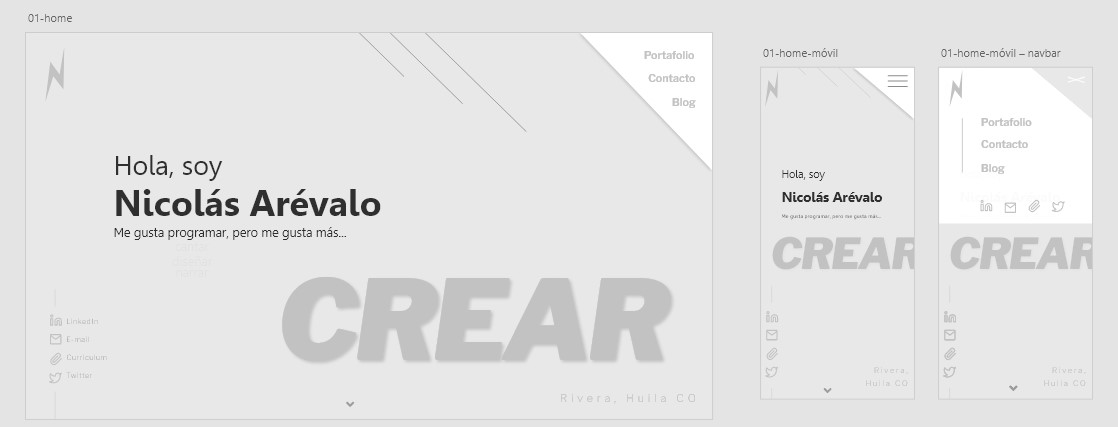 01-home
Portafolio
Contacto
Blog
Hola, soy
Nicolás Arévalo
Me gusta programar, pero me gusta más...
CREAR
LinkedIn
E-mail
Curriculum
Twitter
Rivera, Huila CO
01-home-móvil
Hola, soy
Nicolás Arévalo
Me gusta programar, pero me gusta más...
CREAR
Rivera,
Huila CO
01-home-móvil – navbar
Portafolio
Contacto
Blog
CREAR
Rivera,
Huila CO